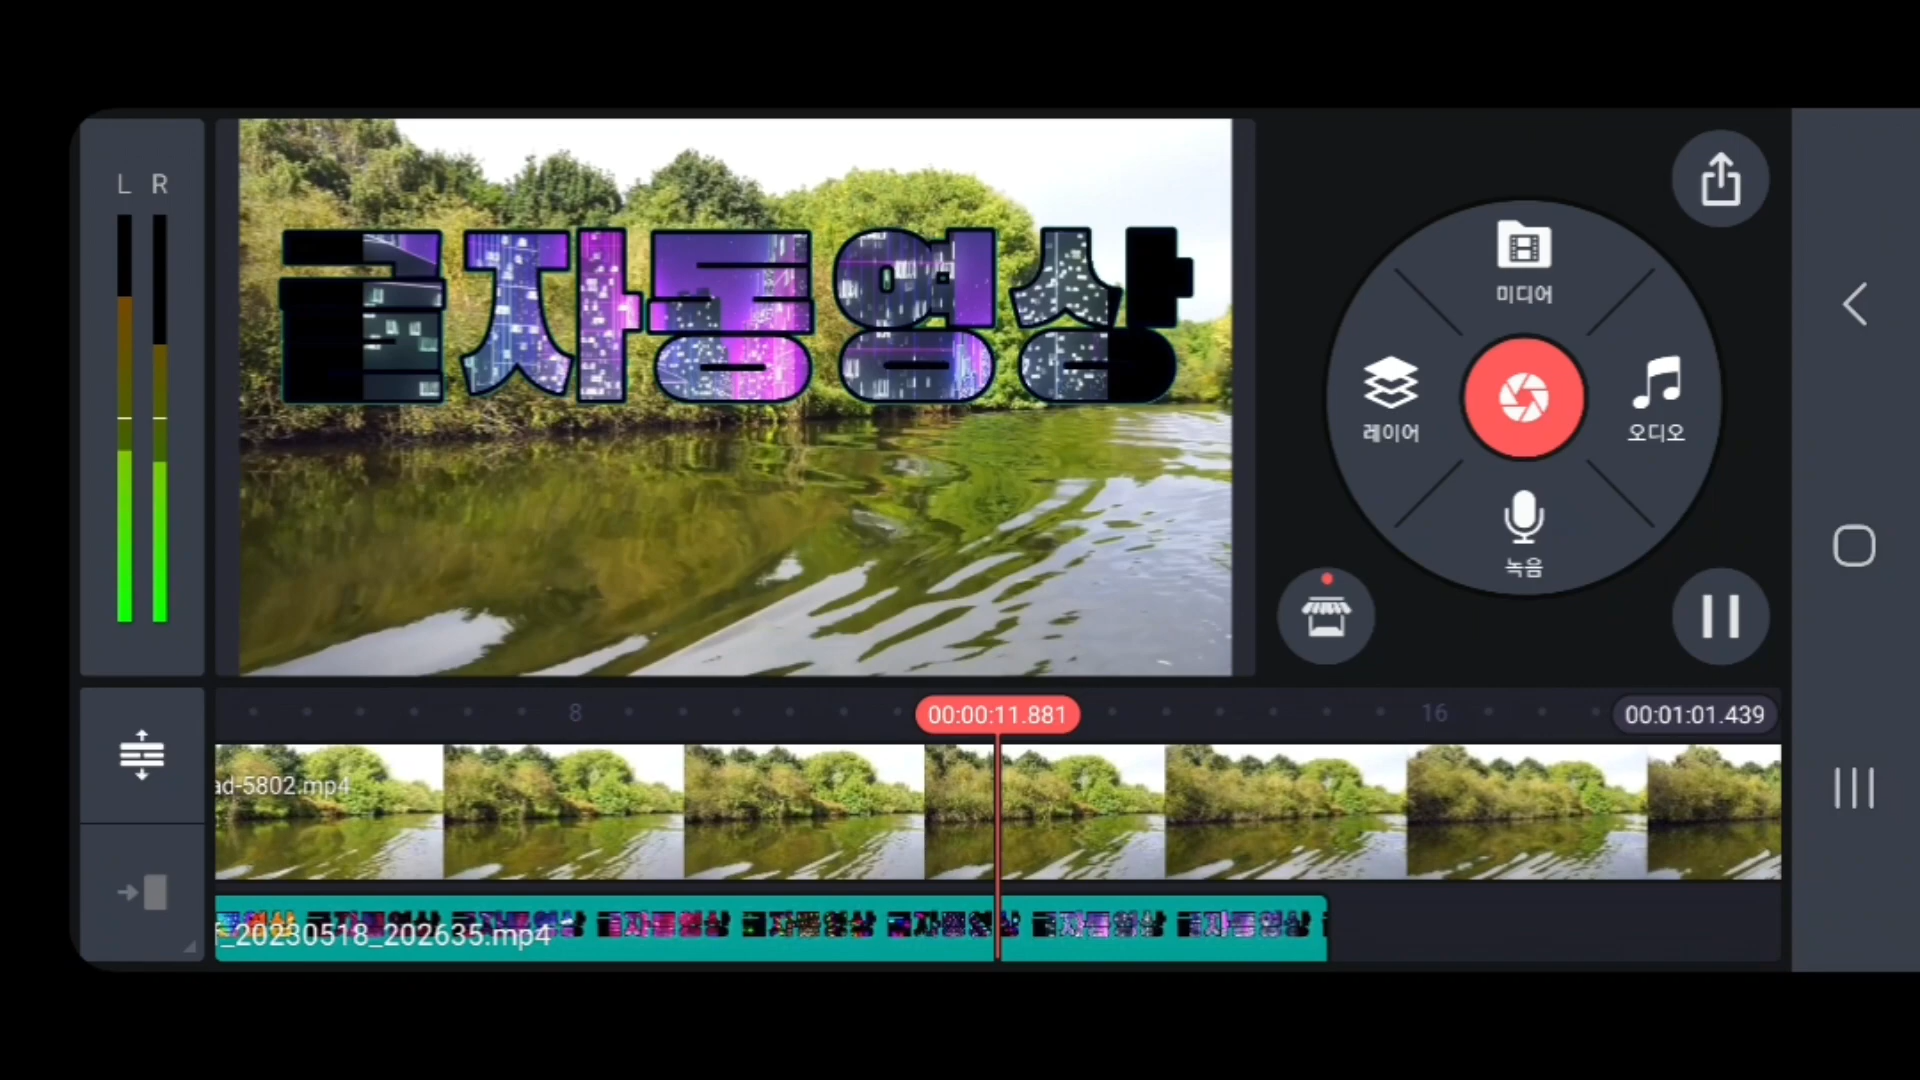 L R
글자동영상
미디어
레이어
오디오
녹음
8
00:00:11.881
16
00:01:01.439
ad-5802.mp4
_20230518_202635.mp4